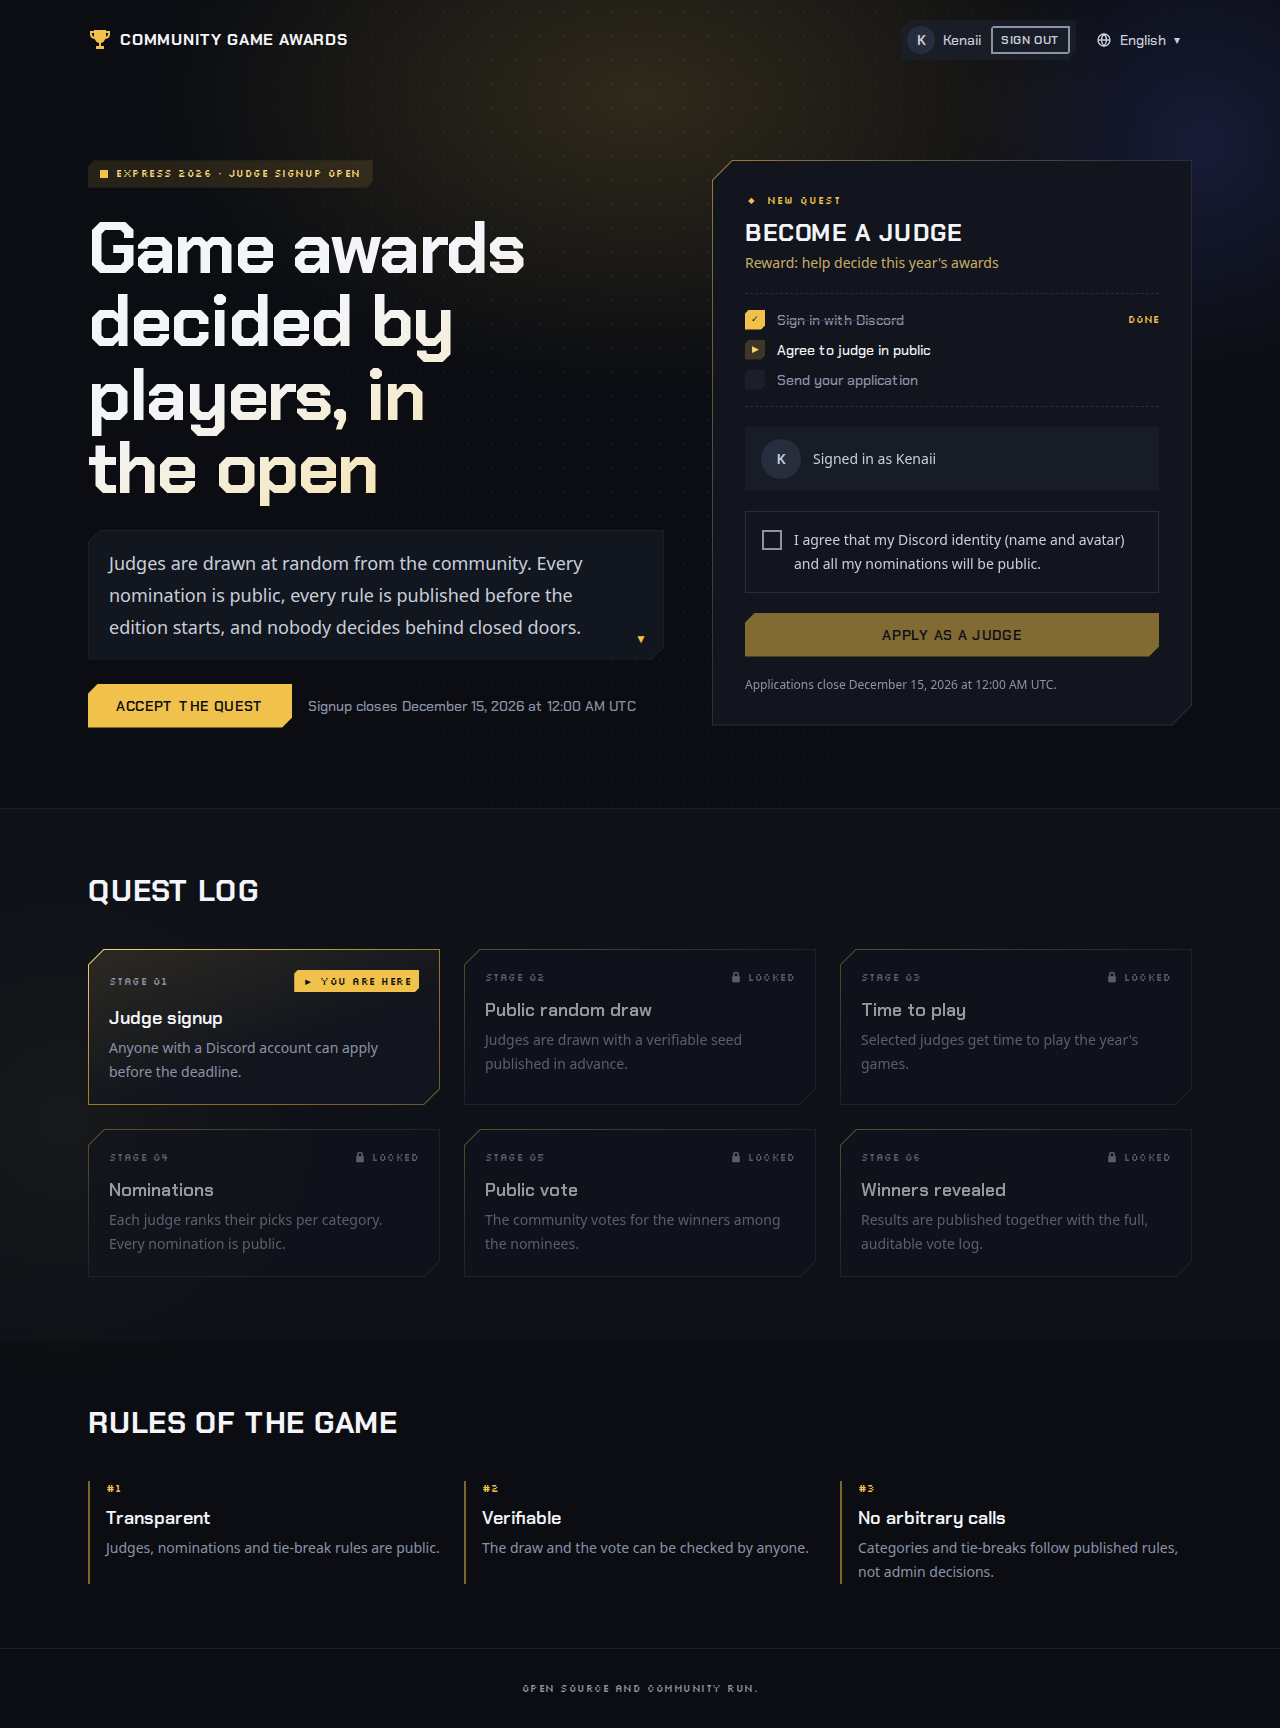 COMMUNITY GAME AWARDS
K Kenaii SIGN OUT English ▾
EXPRESS 2026 · JUDGE SIGNUP OPEN
Game awards
decided by
players, in
the open
Judges are drawn at random from the community. Every
nomination is public, every rule is published before the
edition starts, and nobody decides behind closed doors.
▼
ACCEPT THE QUEST
Signup closes December 15, 2026 at 12:00 AM UTC
◆ NEW QUEST
BECOME A JUDGE
Reward: help decide this year's awards
✓ Sign in with Discord DONE
▶ Agree to judge in public
Send your application
K Signed in as Kenaii
I agree that my Discord identity (name and avatar)
and all my nominations will be public.
APPLY AS A JUDGE
Applications close December 15, 2026 at 12:00 AM UTC.
QUEST LOG
STAGE 01 ▶ YOU ARE HERE
Judge signup
Anyone with a Discord account can apply
before the deadline.
STAGE 02 LOCKED
Public random draw
Judges are drawn with a verifiable seed
published in advance.
STAGE 03 LOCKED
Time to play
Selected judges get time to play the year's
games.
STAGE 04 LOCKED
Nominations
Each judge ranks their picks per category.
Every nomination is public.
STAGE 05 LOCKED
Public vote
The community votes for the winners among
the nominees.
STAGE 06 LOCKED
Winners revealed
Results are published together with the full,
auditable vote log.
RULES OF THE GAME
#1
Transparent
Judges, nominations and tie-break rules are public.
#2
Verifiable
The draw and the vote can be checked by anyone.
#3
No arbitrary calls
Categories and tie-breaks follow published rules,
not admin decisions.
OPEN SOURCE AND COMMUNITY RUN.